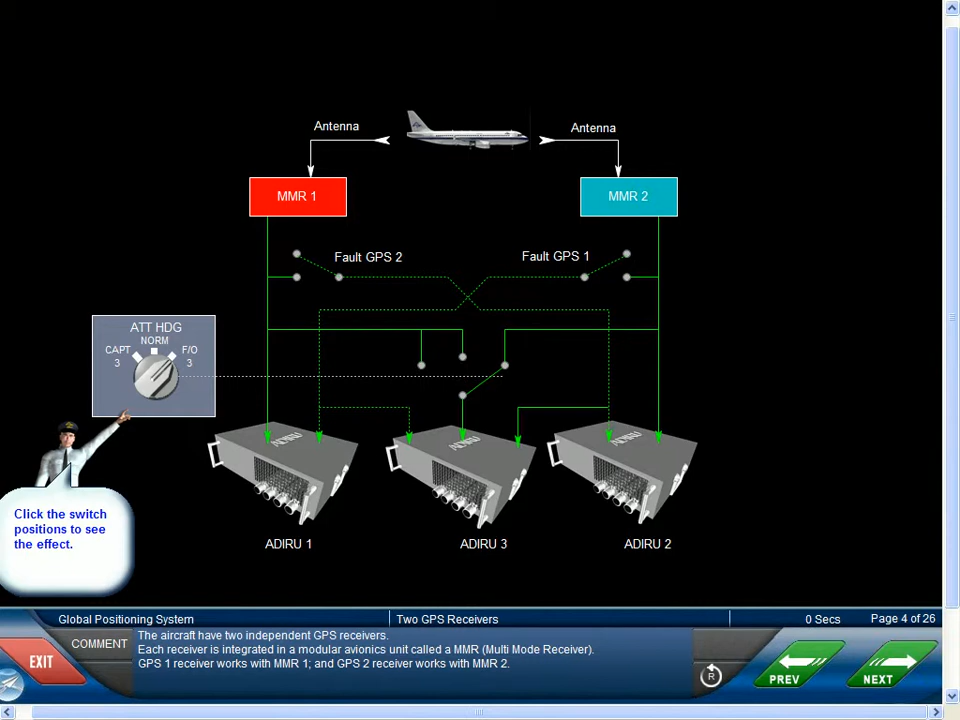 Antenna
Antenna
MMR 1
MMR 2
Fault GPS 2
Fault GPS 1
ATT HDG
NORM
CAPT
F/O
3
3
ADIRU
ADIRU
ADIRU
Click the switch
positions to see
the effect.
ADIRU 1
ADIRU 3
ADIRU 2
Global Positioning System
Two GPS Receivers
0 Secs
Page 4 of 26
COMMENT
The aircraft have two independent GPS receivers.
Each receiver is integrated in a modular avionics unit called a MMR (Multi Mode Receiver).
GPS 1 receiver works with MMR 1; and GPS 2 receiver works with MMR 2.
EXIT
R
PREV
NEXT